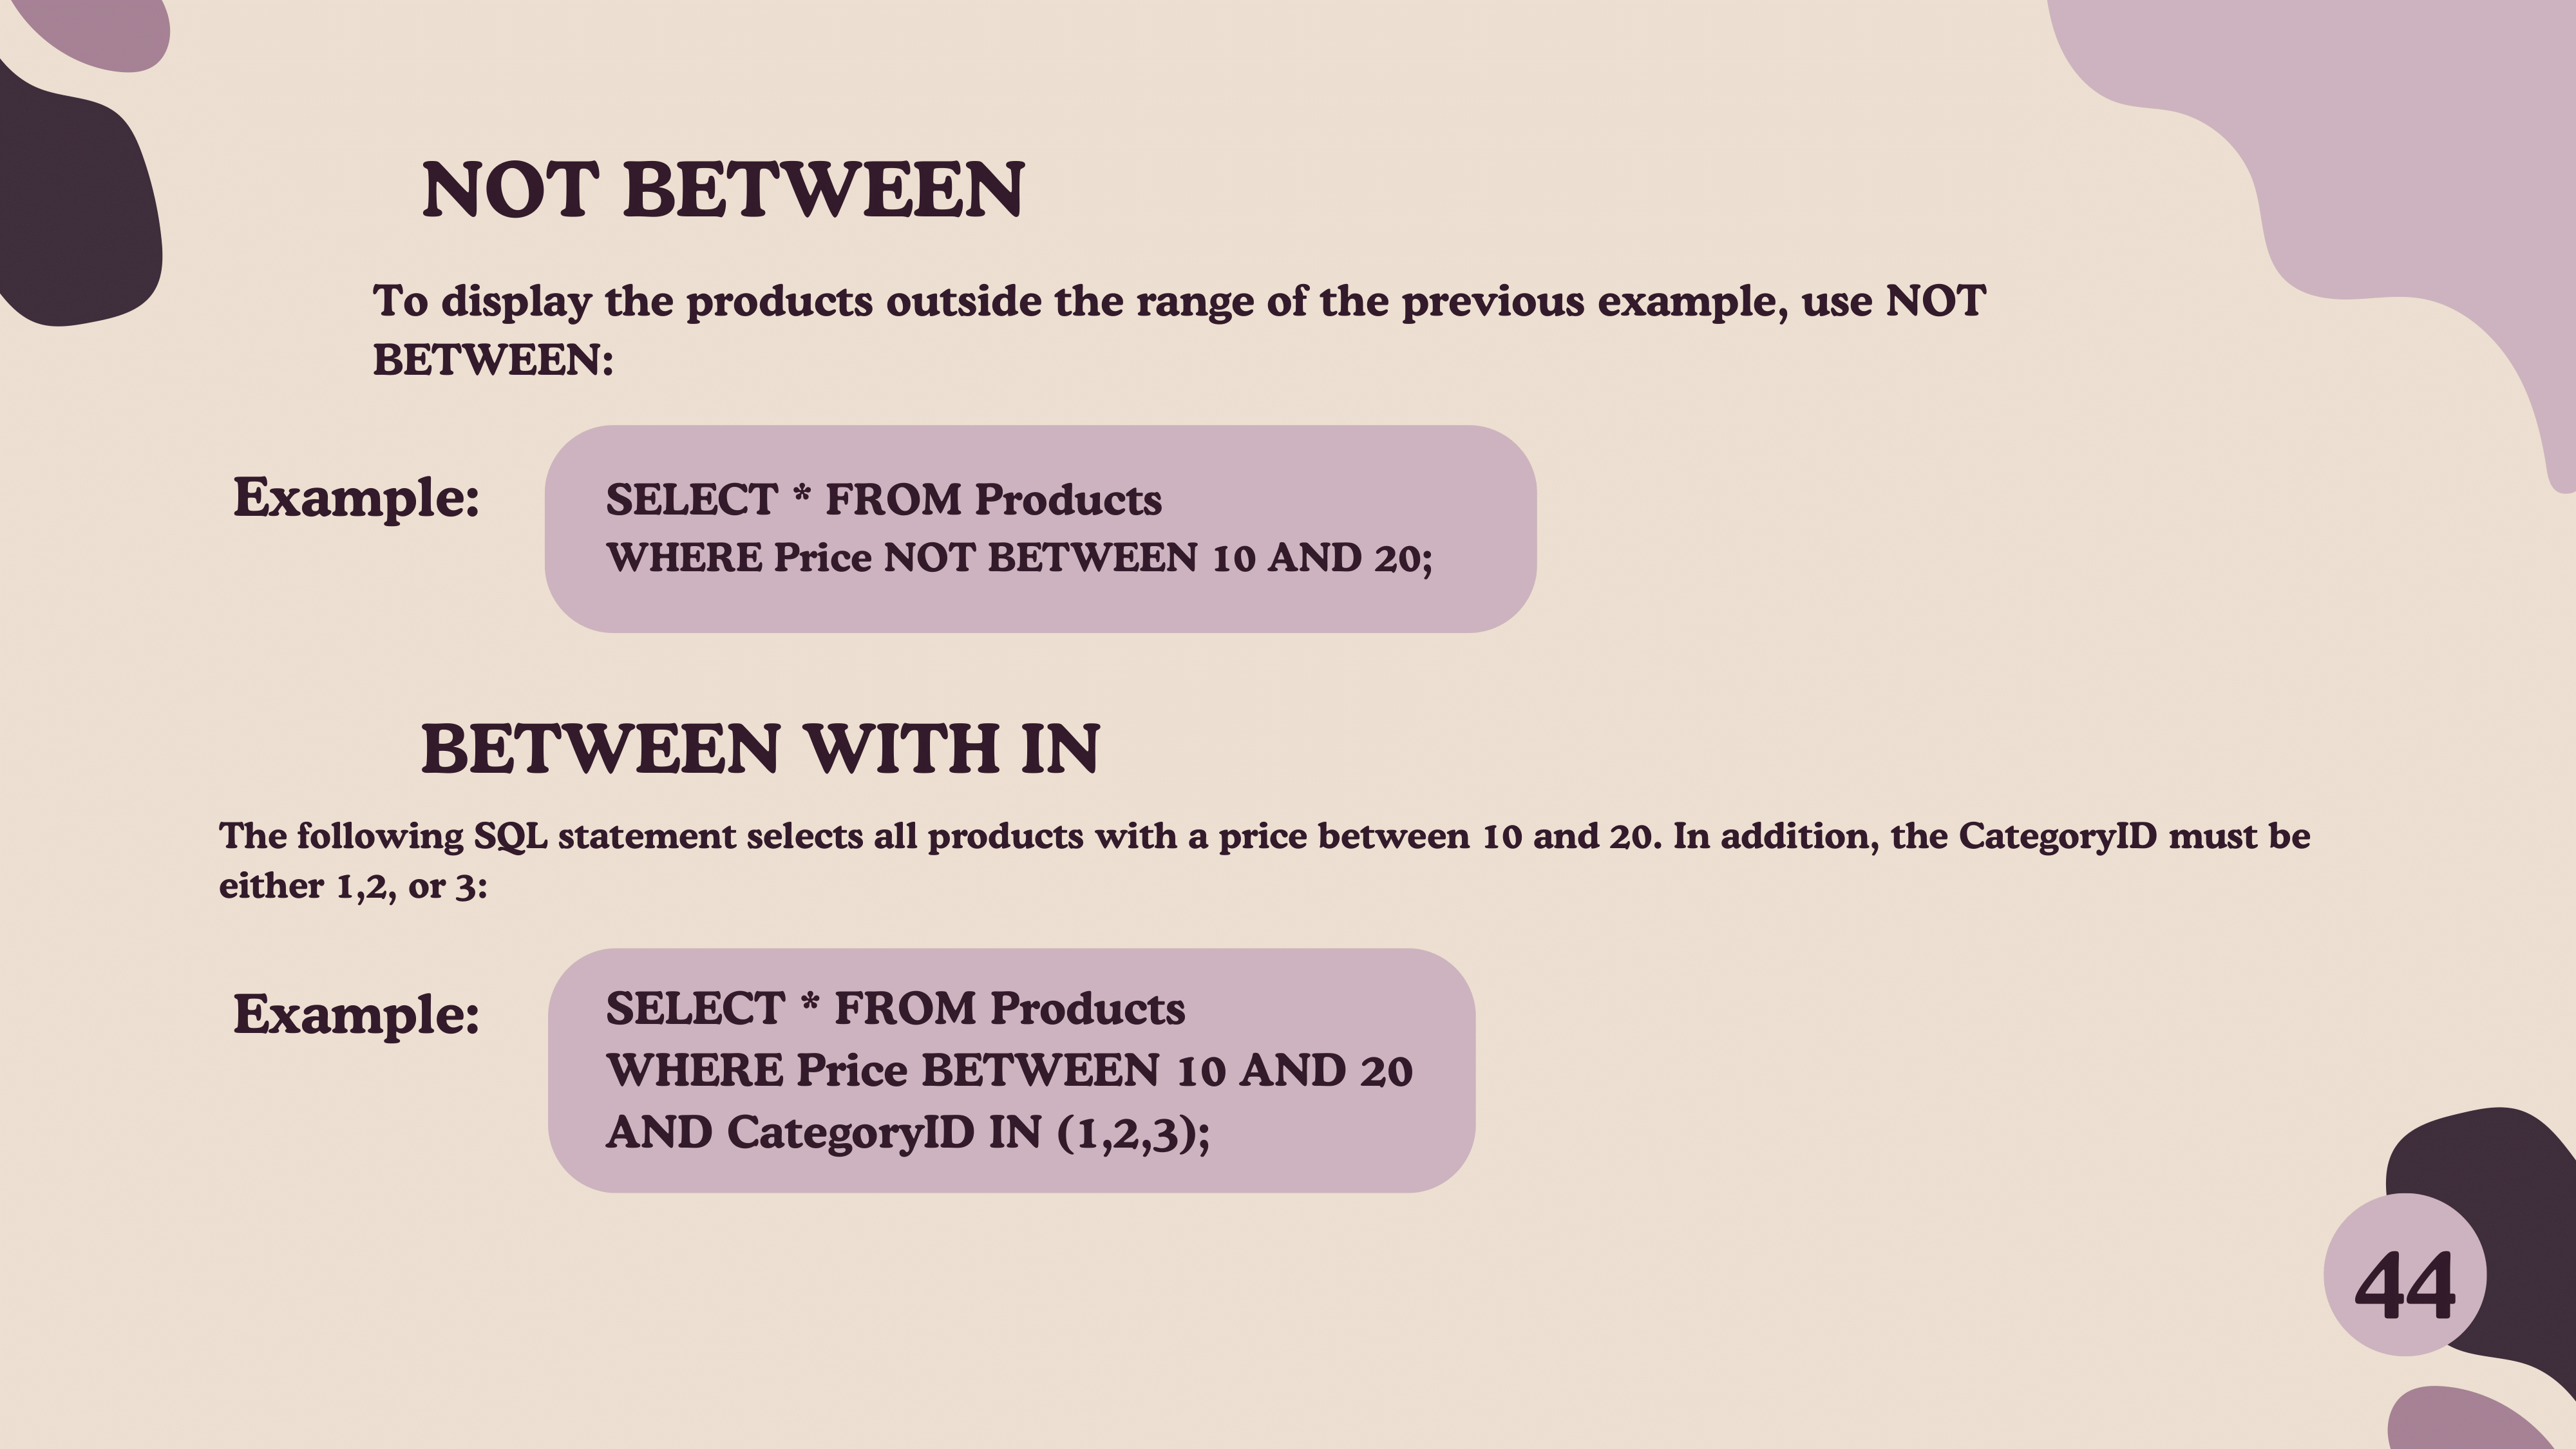 NOT BETWEEN
To display the products outside the range of the previous example, use NOT
BETWEEN:
Example:
SELECT * FROM Products
WHERE Price NOT BETWEEN 10 AND 20;
BETWEEN WITH IN
The following SQL statement selects all products with a price between 10 and 20. In addition, the CategoryID must be
either 1,2, or 3:
Example:
SELECT * FROM Products
WHERE Price BETWEEN 10 AND 20
AND CategoryID IN (1,2,3);
44